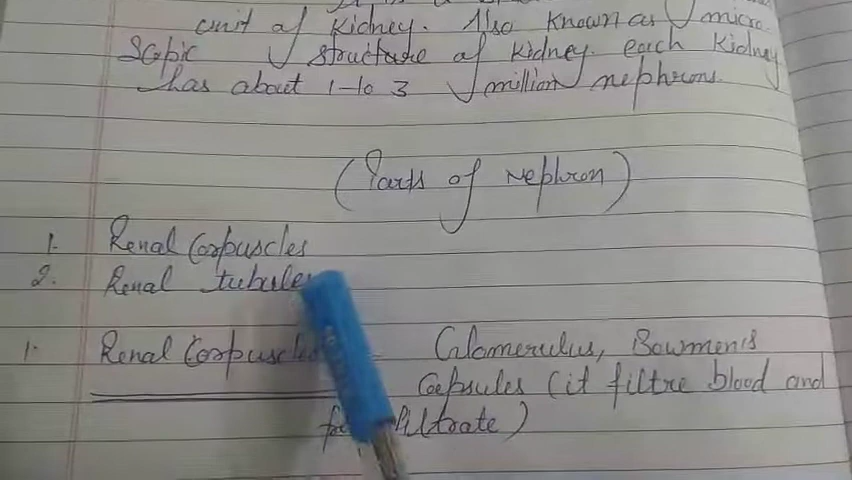 unit of Kidney. Also Known as micro-
Scopic structure of Kidney. each Kidney
has about 1-to 3 million nephrons.
(Parts of Nephron)
1. Renal Corpuscles
2. Renal tubules
1. Renal Corpuscles Glomerulus, Bowmen's
Capsules (it filtre blood and
filtrate)